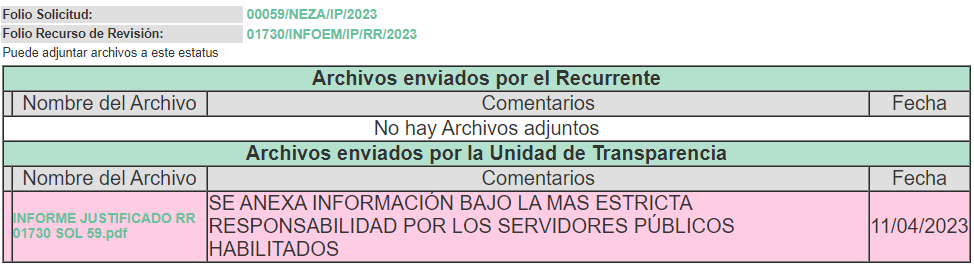 Folio Solicitud: 00059/NEZA/IP/2023
Folio Recurso de Revisión: 01730/INFOEM/IP/RR/2023
Puede adjuntar archivos a este estatus
Archivos enviados por el Recurrente
Nombre del Archivo Comentarios Fecha
No hay Archivos adjuntos
Archivos enviados por la Unidad de Transparencia
Nombre del Archivo Comentarios Fecha
INFORME JUSTIFICADO RR
01730 SOL 59.pdf
SE ANEXA INFORMACIÓN BAJO LA MAS ESTRICTA
RESPONSABILIDAD POR LOS SERVIDORES PÚBLICOS
HABILITADOS
11/04/2023